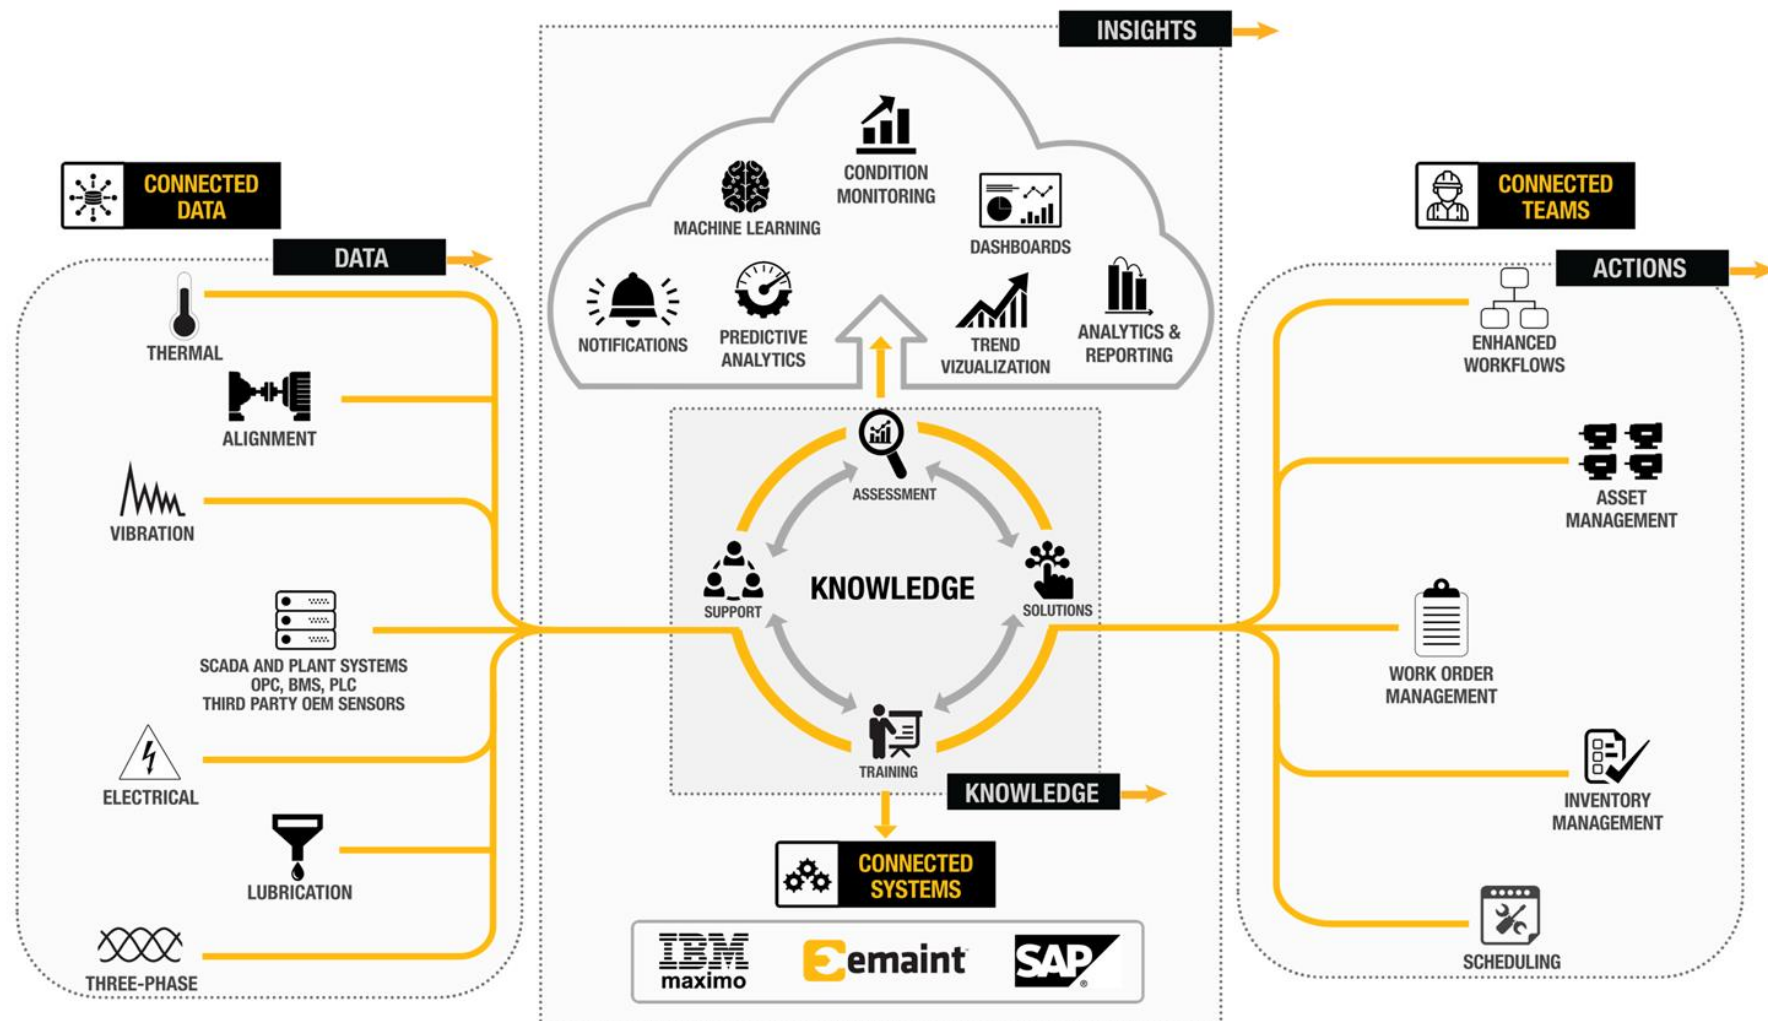 CONNECTED
DATA
DATA
THERMAL
ALIGNMENT
VIBRATION
SCADA AND PLANT SYSTEMS
OPC, BMS, PLC
THIRD PARTY OEM SENSORS
ELECTRICAL
LUBRICATION
THREE-PHASE
INSIGHTS
CONDITION
MONITORING
MACHINE LEARNING
DASHBOARDS
NOTIFICATIONS
PREDICTIVE
ANALYTICS
TREND
VIZUALIZATION
ANALYTICS &
REPORTING
ASSESSMENT
SUPPORT
KNOWLEDGE
SOLUTIONS
TRAINING
KNOWLEDGE
CONNECTED
SYSTEMS
IBM
maximo
emaint
SAP
®
CONNECTED
TEAMS
ACTIONS
ENHANCED
WORKFLOWS
ASSET
MANAGEMENT
WORK ORDER
MANAGEMENT
INVENTORY
MANAGEMENT
SCHEDULING